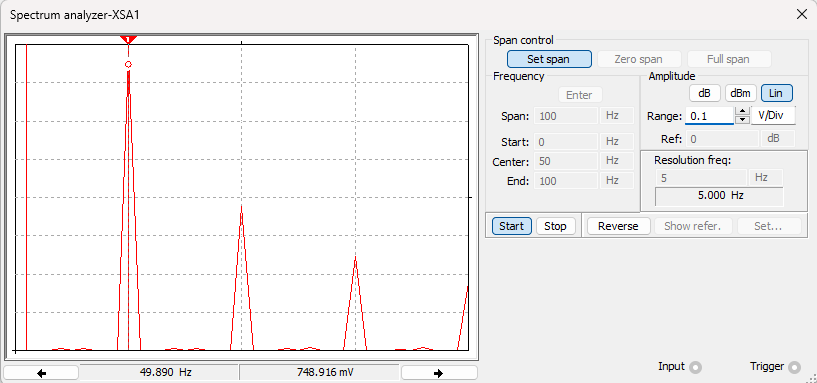 Spectrum analyzer-XSA1
1
49.890 Hz
748.916 mV
Span control
Set span
Zero span
Full span
Frequency
Enter
Span: 100 Hz
Start: 0 Hz
Center: 50 Hz
End: 100 Hz
Amplitude
dB
dBm
Lin
Range: 0.1 V/Div
Ref: 0 dB
Resolution freq:
5 Hz
5.000 Hz
Start
Stop
Reverse
Show refer.
Set...
Input
Trigger